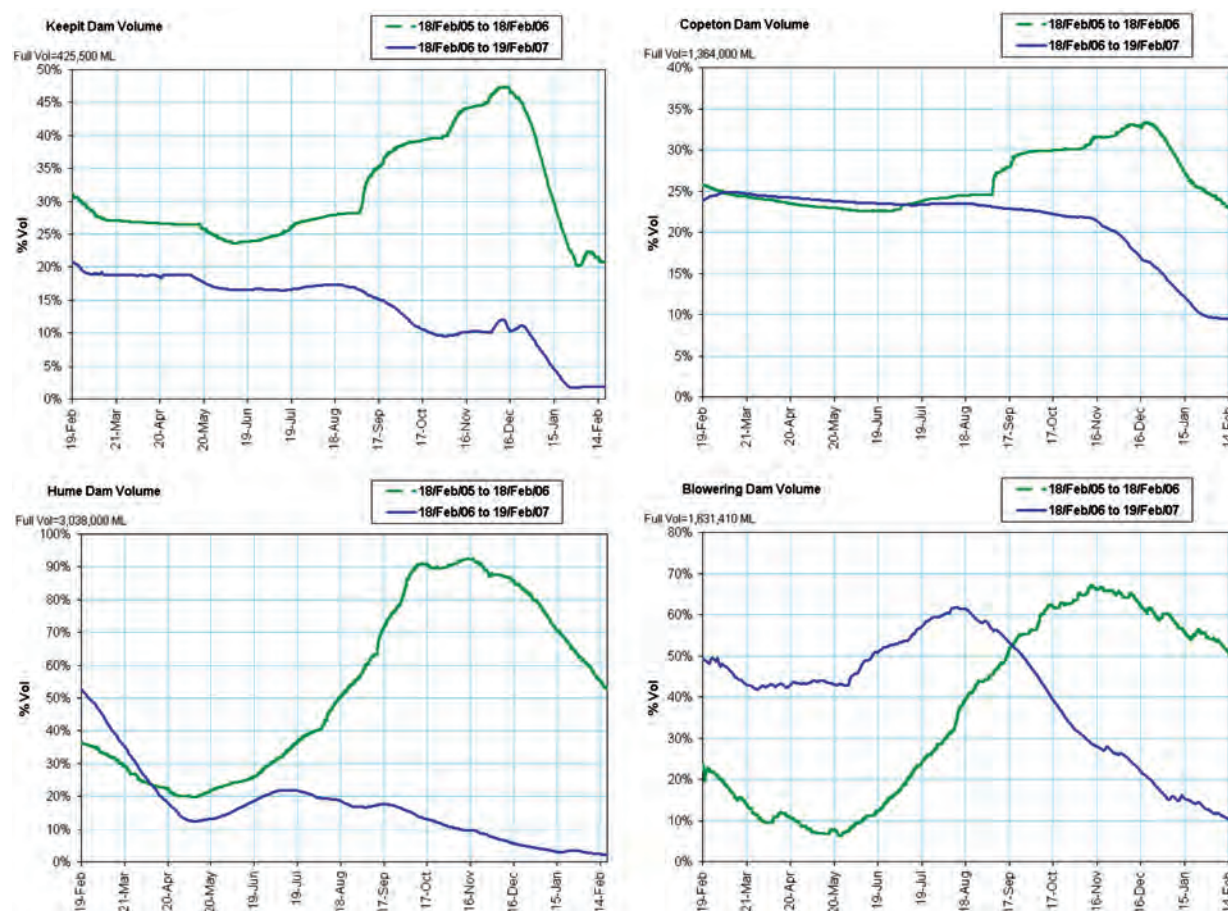 Keepit Dam Volume
18/Feb/05 to 18/Feb/06
18/Feb/06 to 19/Feb/07
Full Vol=425,500 ML
50%
45%
40%
35%
30%
25%
20%
15%
10%
5%
0%
% Vol
19-Feb
21-Mar
20-Apr
20-May
19-Jun
19-Jul
18-Aug
17-Sep
17-Oct
16-Nov
16-Dec
15-Jan
14-Feb
Copeton Dam Volume
18/Feb/05 to 18/Feb/06
18/Feb/06 to 19/Feb/07
Full Vol=1,364,000 ML
40%
35%
30%
25%
20%
15%
10%
5%
0%
% Vol
19-Feb
21-Mar
20-Apr
20-May
19-Jun
19-Jul
18-Aug
17-Sep
17-Oct
16-Nov
16-Dec
15-Jan
14-Feb
Hume Dam Volume
18/Feb/05 to 18/Feb/06
18/Feb/06 to 19/Feb/07
Full Vol=3,038,000 ML
100%
90%
80%
70%
60%
50%
40%
30%
20%
10%
0%
% Vol
19-Feb
21-Mar
20-Apr
20-May
19-Jun
19-Jul
18-Aug
17-Sep
17-Oct
16-Nov
16-Dec
15-Jan
14-Feb
Blowering Dam Volume
18/Feb/05 to 18/Feb/06
18/Feb/06 to 19/Feb/07
Full Vol=1,631,410 ML
80%
70%
60%
50%
40%
30%
20%
10%
0%
% Vol
19-Feb
21-Mar
20-Apr
20-May
19-Jun
19-Jul
18-Aug
17-Sep
17-Oct
16-Nov
16-Dec
15-Jan
14-Feb